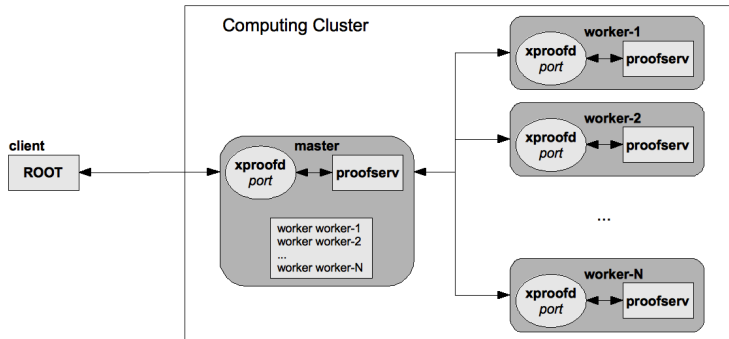 Computing Cluster
client
ROOT
master
xproofd
port
proofserv
worker worker-1
worker worker-2
...
worker worker-N
worker-1
xproofd
port
proofserv
worker-2
xproofd
port
proofserv
...
worker-N
xproofd
port
proofserv